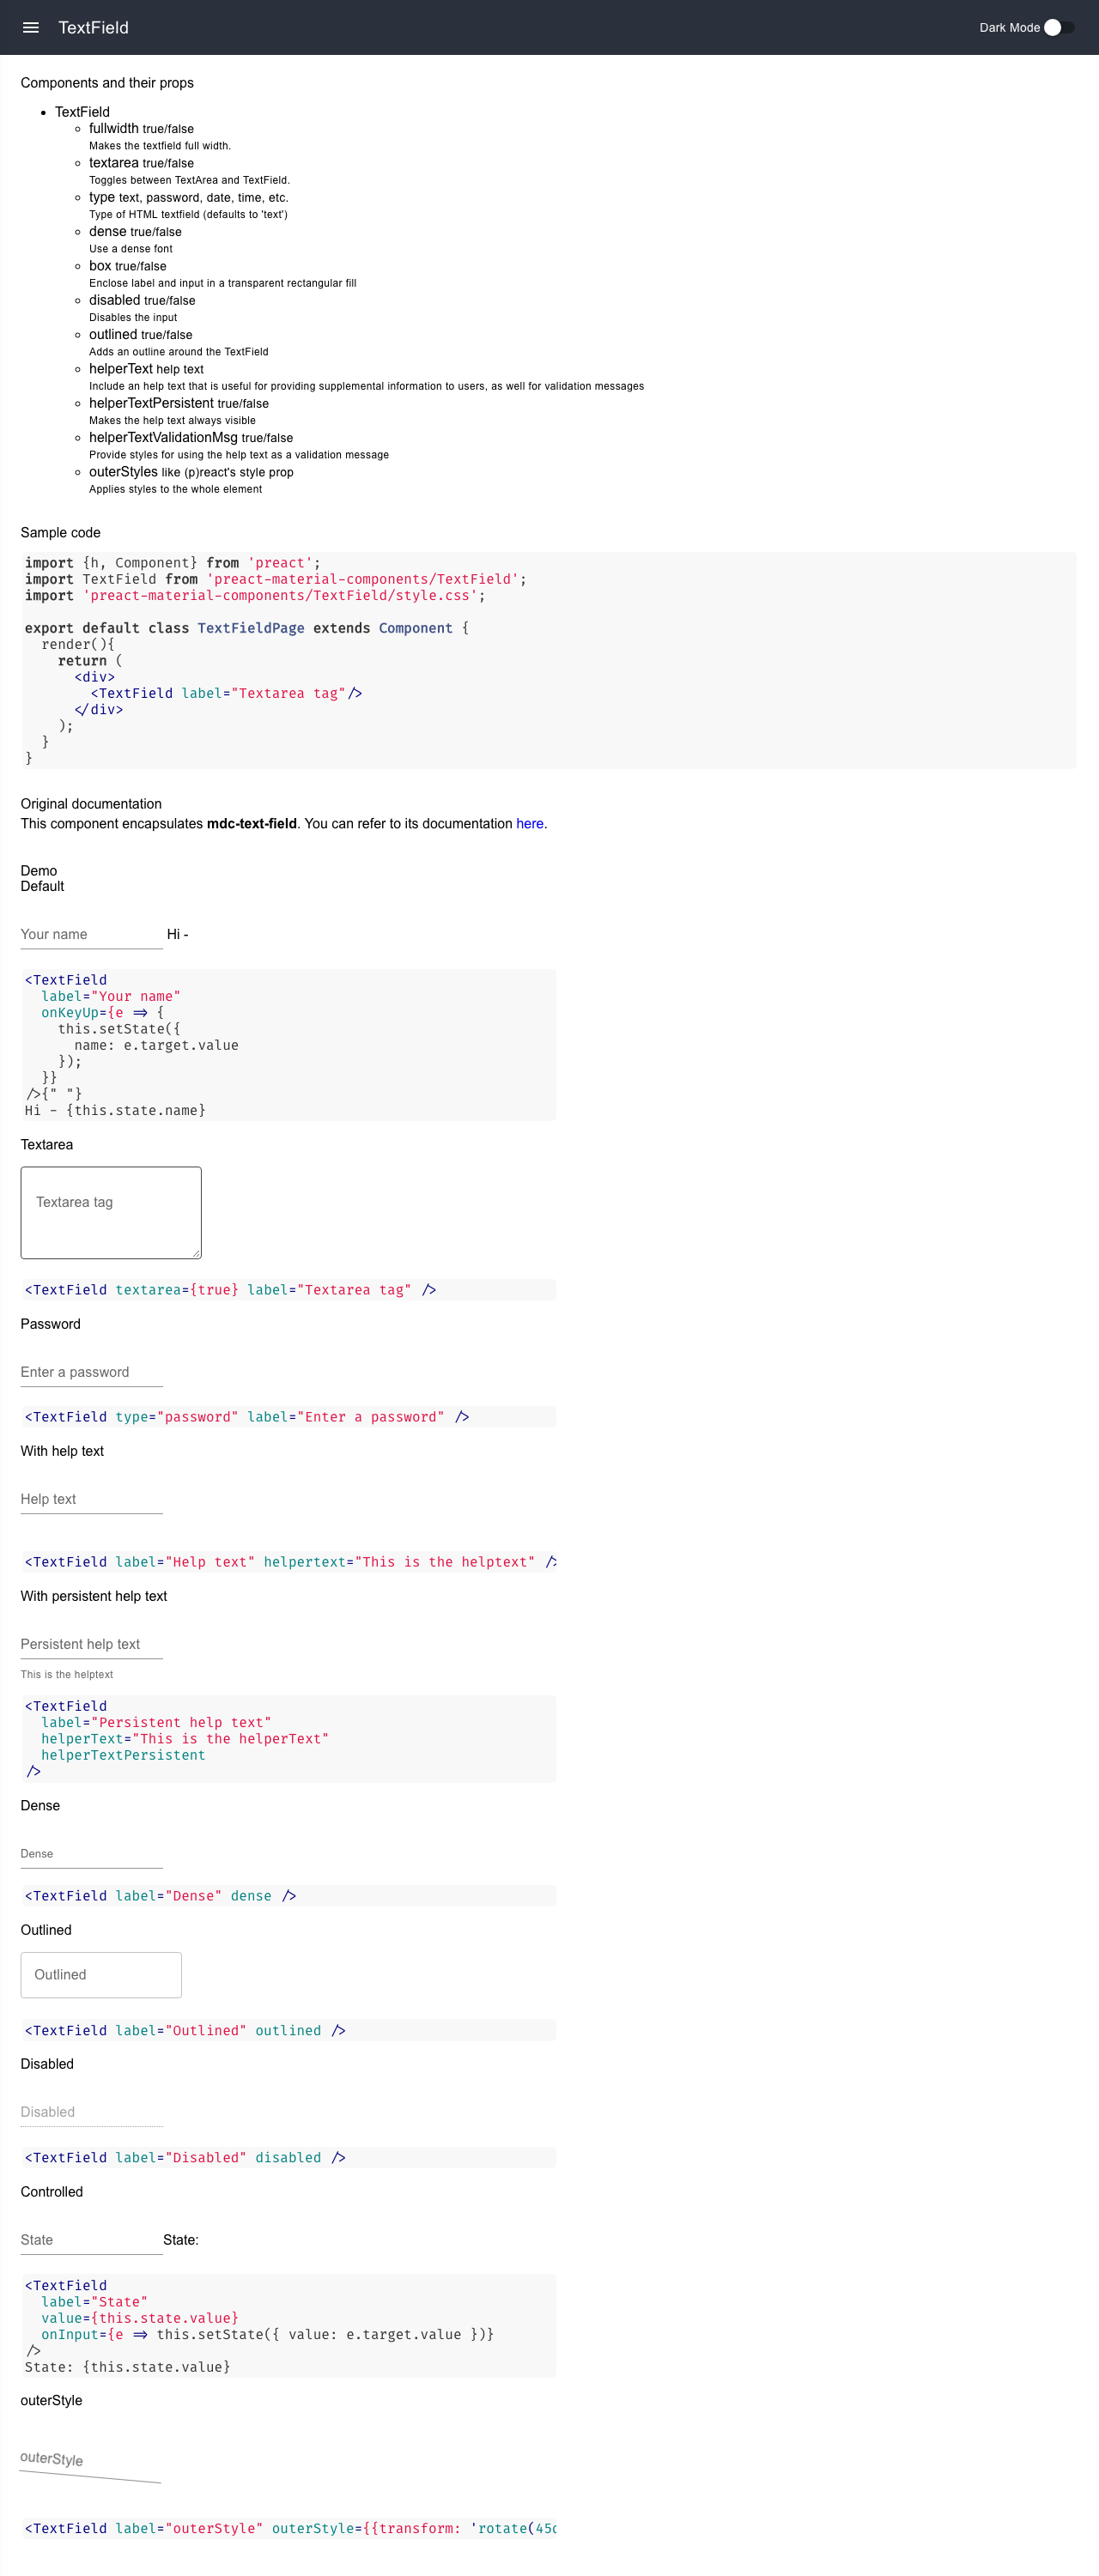 TextField
Dark Mode
Components and their props
TextField
fullwidth true/false
Makes the textfield full width.
textarea true/false
Toggles between TextArea and TextField.
type text, password, date, time, etc.
Type of HTML textfield (defaults to 'text')
dense true/false
Use a dense font
box true/false
Enclose label and input in a transparent rectangular fill
disabled true/false
Disables the input
outlined true/false
Adds an outline around the TextField
helperText help text
Include an help text that is useful for providing supplemental information to users, as well for validation messages
helperTextPersistent true/false
Makes the help text always visible
helperTextValidationMsg true/false
Provide styles for using the help text as a validation message
outerStyles like (p)react's style prop
Applies styles to the whole element
Sample code
import {h, Component} from 'preact';
import TextField from 'preact-material-components/TextField';
import 'preact-material-components/TextField/style.css';
export default class TextFieldPage extends Component {
render(){
return (
<div>
<TextField label="Textarea tag"/>
</div>
);
}
}
Original documentation
This component encapsulates mdc-text-field. You can refer to its documentation here.
Demo
Default
Your name Hi -
<TextField
label="Your name"
onKeyUp={e => {
this.setState({
name: e.target.value
});
}}
/>{" "}
Hi - {this.state.name}
Textarea
Textarea tag
<TextField textarea={true} label="Textarea tag" />
Password
Enter a password
<TextField type="password" label="Enter a password" />
With help text
Help text
<TextField label="Help text" helpertext="This is the helptext" />
With persistent help text
Persistent help text
This is the helptext
<TextField
label="Persistent help text"
helperText="This is the helperText"
helperTextPersistent
/>
Dense
Dense
<TextField label="Dense" dense />
Outlined
Outlined
<TextField label="Outlined" outlined />
Disabled
Disabled
<TextField label="Disabled" disabled />
Controlled
State State:
<TextField
label="State"
value={this.state.value}
onInput={e => this.setState({ value: e.target.value })}
/>
State: {this.state.value}
outerStyle
outerStyle
<TextField label="outerStyle" outerStyle={{transform: 'rotate(45